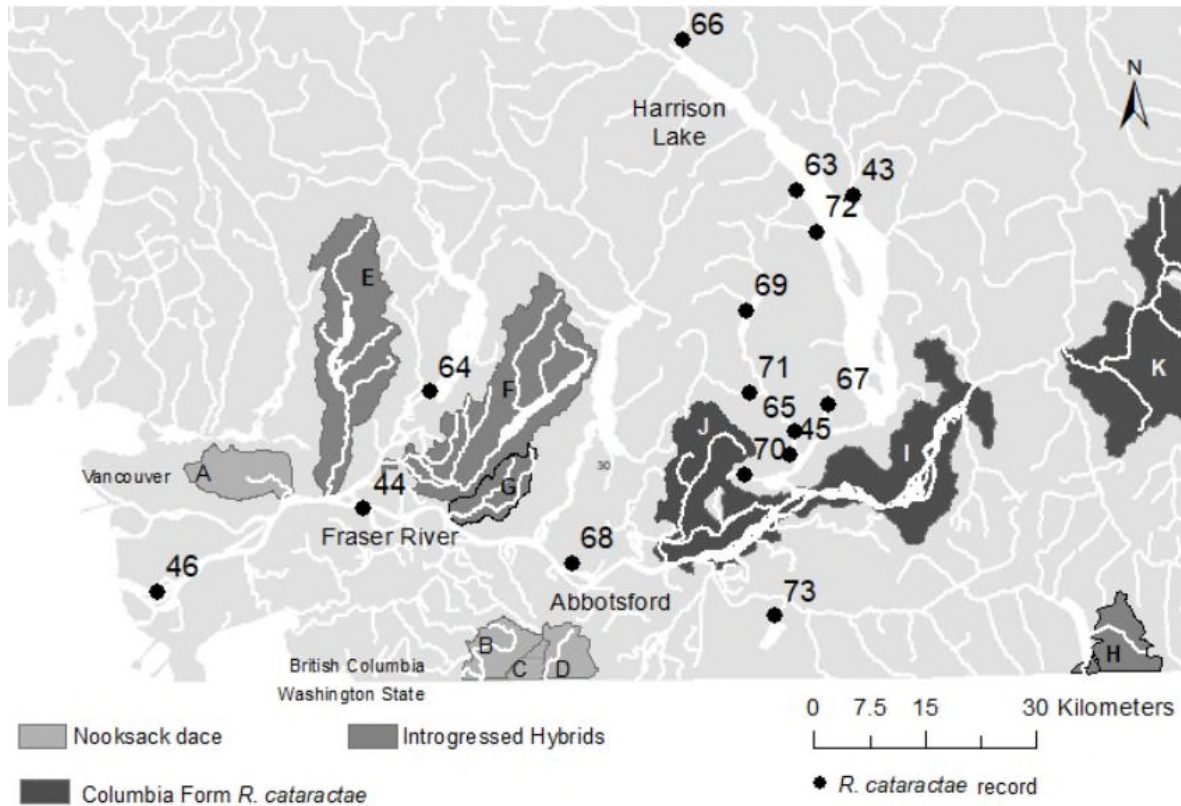 66
N
Harrison
Lake
63
43
72
E
69
K
64
F
71
67
65
J
45
I
70
Vancouver
A
30
G
44
Fraser River
68
46
Abbotsford
73
B
H
British Columbia
C
D
Washington State
0 7.5 15 30 Kilometers
Nooksack dace
Introgressed Hybrids
R. cataractae record
Columbia Form R. cataractae